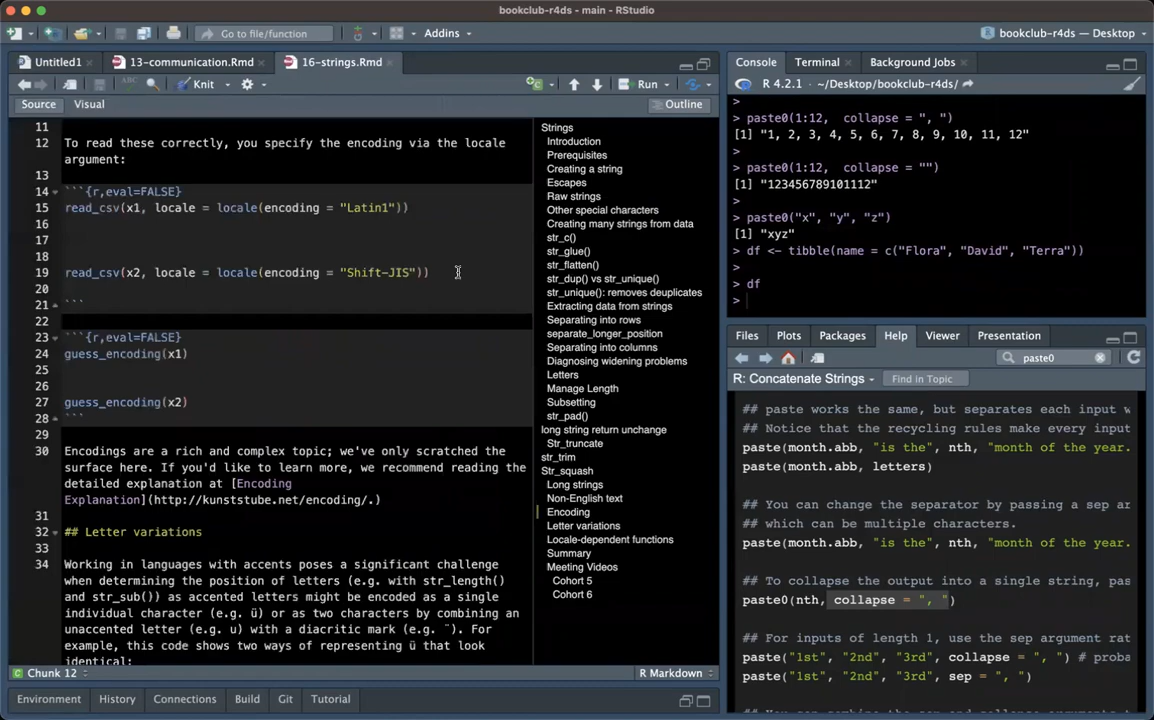 bookclub-r4ds - main - RStudio
Go to file/function
Addins
bookclub-r4ds — Desktop
Untitled1
13-communication.Rmd
16-strings.Rmd
Knit
Run
Source
Visual
Outline
11
12 To read these correctly, you specify the encoding via the locale
argument:
13
14 ```{r,eval=FALSE}
15 read_csv(x1, locale = locale(encoding = "Latin1"))
16
17
18
19 read_csv(x2, locale = locale(encoding = "Shift-JIS"))
20
21 ```
22
23 ```{r,eval=FALSE}
24 guess_encoding(x1)
25
26
27 guess_encoding(x2)
28 ```
29
30 Encodings are a rich and complex topic; we've only scratched the
surface here. If you'd like to learn more, we recommend reading the
detailed explanation at [Encoding
Explanation](http://kunststube.net/encoding/.)
31
32 ## Letter variations
33
34 Working in languages with accents poses a significant challenge
when determining the position of letters (e.g. with str_length()
and str_sub()) as accented letters might be encoded as a single
individual character (e.g. ü) or as two characters by combining an
unaccented letter (e.g. u) with a diacritic mark (e.g. ¨). For
example, this code shows two ways of representing ü that look
identical:
Chunk 12
R Markdown
Strings
Introduction
Prerequisites
Creating a string
Escapes
Raw strings
Other special characters
Creating many strings from data
str_c()
str_glue()
str_flatten()
str_dup() vs str_unique()
str_unique(): removes deuplicates
Extracting data from strings
Separating into rows
separate_longer_position
Separating into columns
Diagnosing widening problems
Letters
Manage Length
Subsetting
str_pad()
long string return unchange
Str_truncate
str_trim
Str_squash
Long strings
Non-English text
Encoding
Letter variations
Locale-dependent functions
Summary
Meeting Videos
Cohort 5
Cohort 6
Environment
History
Connections
Build
Git
Tutorial
Console
Terminal
Background Jobs
R 4.2.1 · ~/Desktop/bookclub-r4ds/
>
> paste0(1:12,  collapse = ", ")
[1] "1, 2, 3, 4, 5, 6, 7, 8, 9, 10, 11, 12"
>
> paste0(1:12,  collapse = "")
[1] "123456789101112"
>
> paste0("x", "y", "z")
[1] "xyz"
> df <- tibble(name = c("Flora", "David", "Terra"))
>
> df
>
Files
Plots
Packages
Help
Viewer
Presentation
paste0
R: Concatenate Strings
Find in Topic
## paste works the same, but separates each input w
## Notice that the recycling rules make every input
paste(month.abb, "is the", nth, "month of the year.
paste(month.abb, letters)
## You can change the separator by passing a sep ar
## which can be multiple characters.
paste(month.abb, "is the", nth, "month of the year.
## To collapse the output into a single string, pas
paste0(nth, collapse = ", ")
## For inputs of length 1, use the sep argument rat
paste("1st", "2nd", "3rd", collapse = ", ") # proba
paste("1st", "2nd", "3rd", sep = ", ")